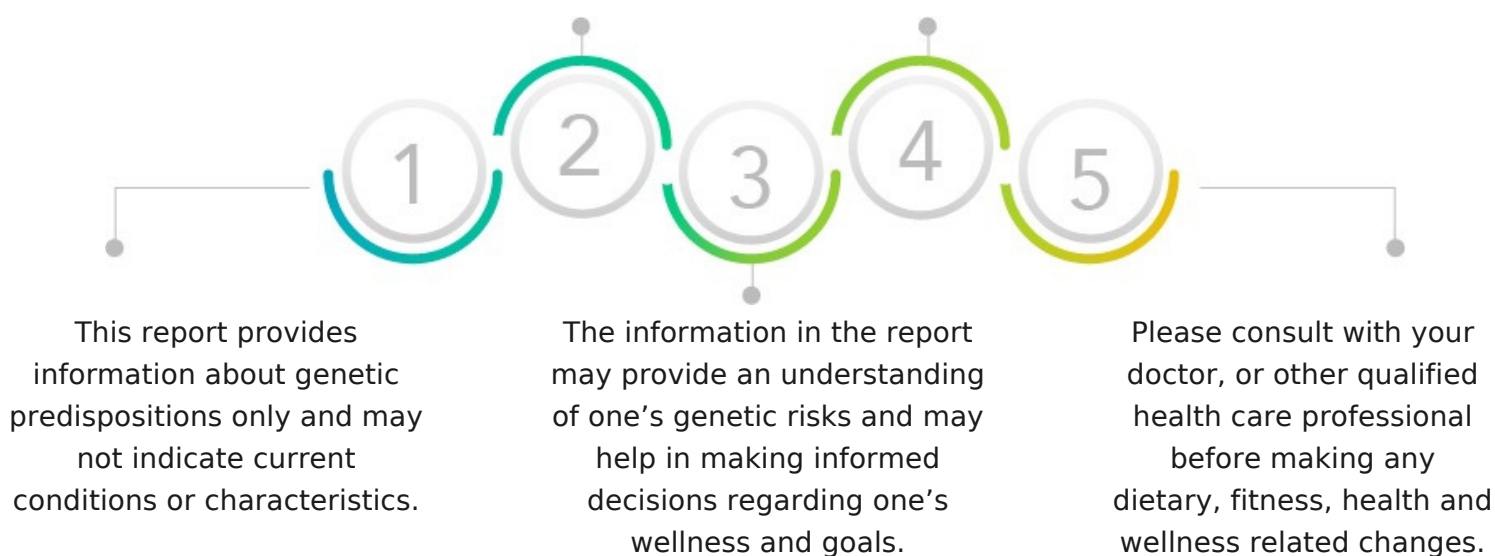 1
2
3
4
5
This report provides
information about genetic
predispositions only and may
not indicate current
conditions or characteristics.
The information in the report
may provide an understanding
of one’s genetic risks and may
help in making informed
decisions regarding one’s
wellness and goals.
Please consult with your
doctor, or other qualified
health care professional
before making any
dietary, fitness, health and
wellness related changes.